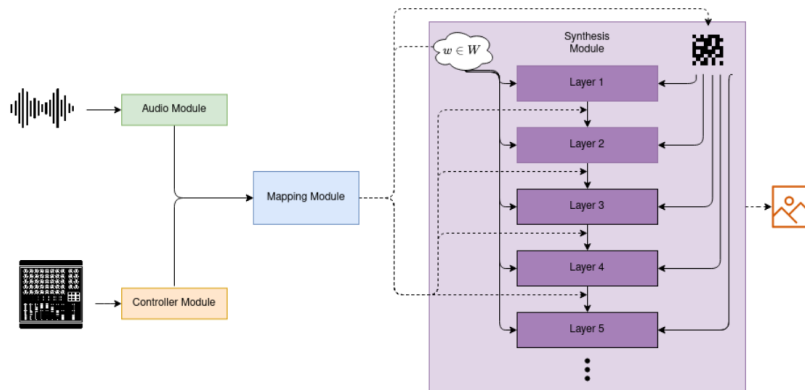 Synthesis
Module
w ∈ W
Layer 1
Audio Module
Layer 2
Mapping Module
Layer 3
Layer 4
Controller Module
Layer 5